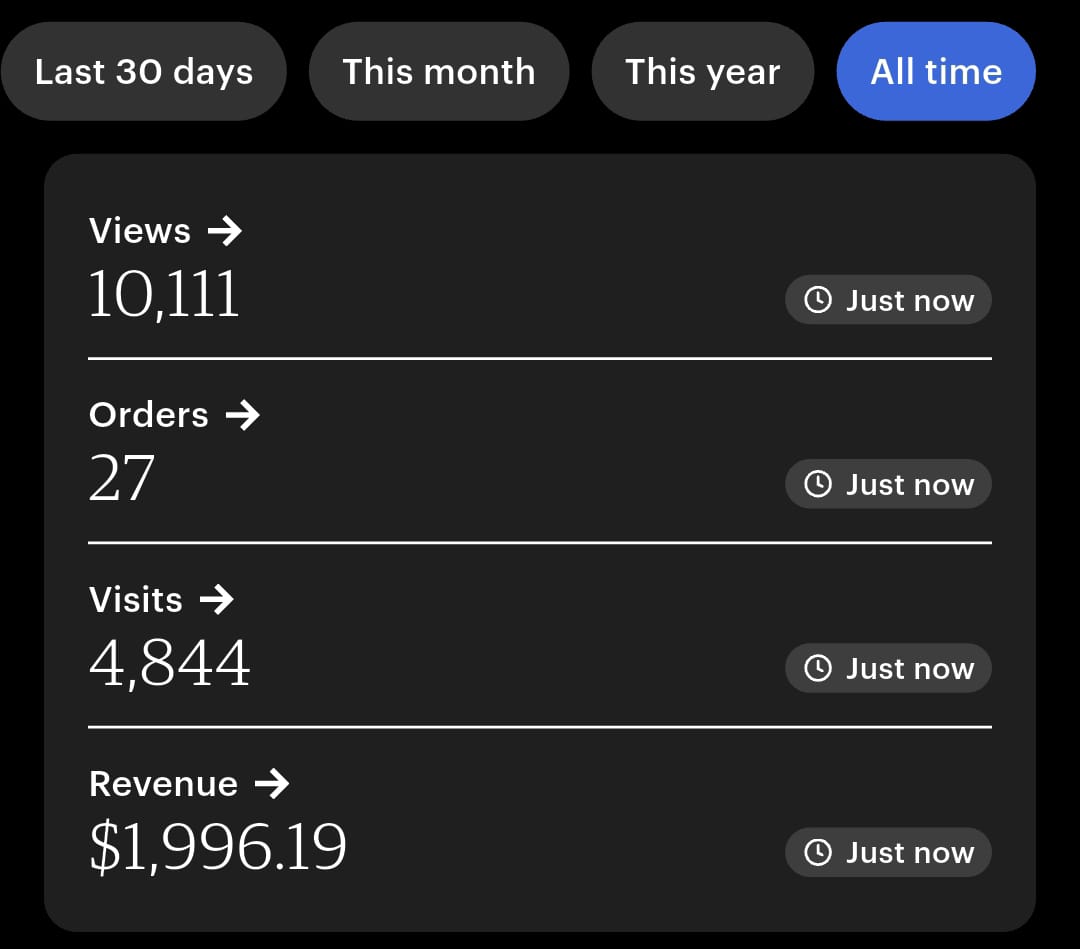 Last 30 days This month This year All time
Views →
10,111
Just now
Orders →
27
Just now
Visits →
4,844
Just now
Revenue →
$1,996.19
Just now